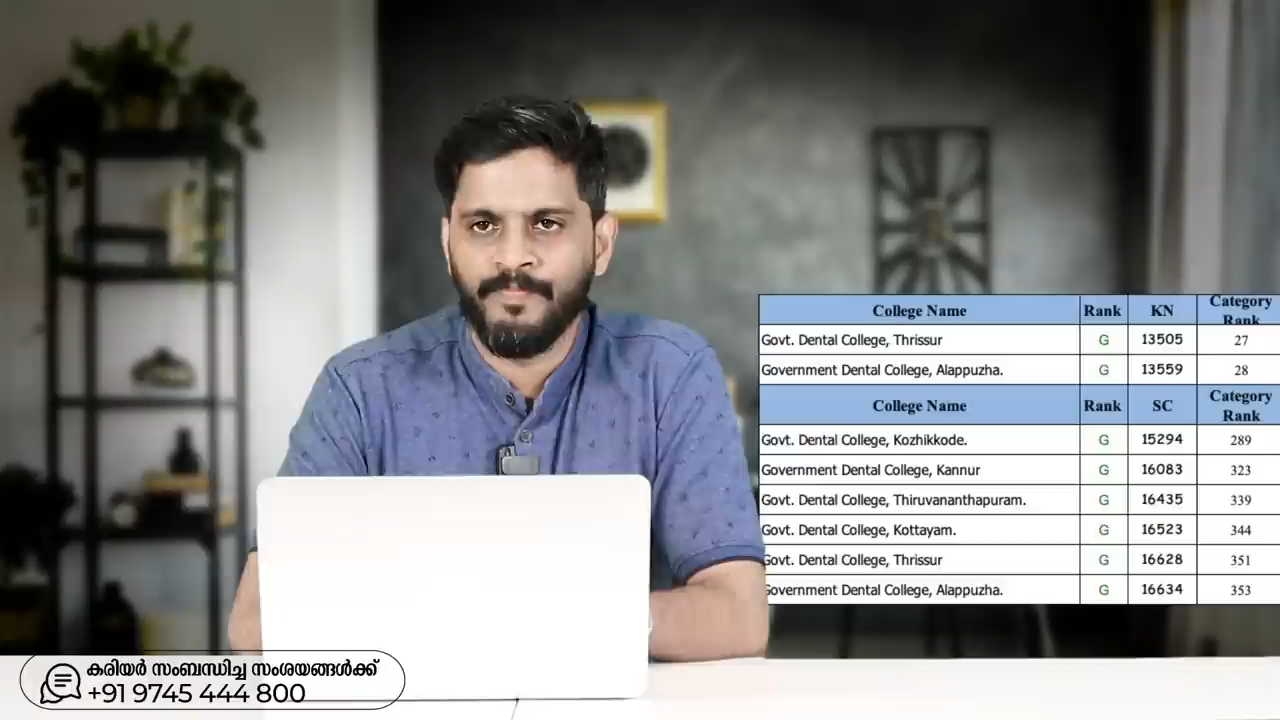 College Name Rank KN Category Rank
Govt. Dental College, Thrissur G 13505 27
Government Dental College, Alappuzha. G 13559 28
College Name Rank SC Category Rank
Govt. Dental College, Kozhikkode. G 15294 289
Government Dental College, Kannur G 16083 323
Govt. Dental College, Thiruvananthapuram. G 16435 339
Govt. Dental College, Kottayam. G 16523 344
Govt. Dental College, Thrissur G 16628 351
Government Dental College, Alappuzha. G 16634 353
കരിയർ സംബന്ധിച്ച സംശയങ്ങൾക്ക്
+91 9745 444 800